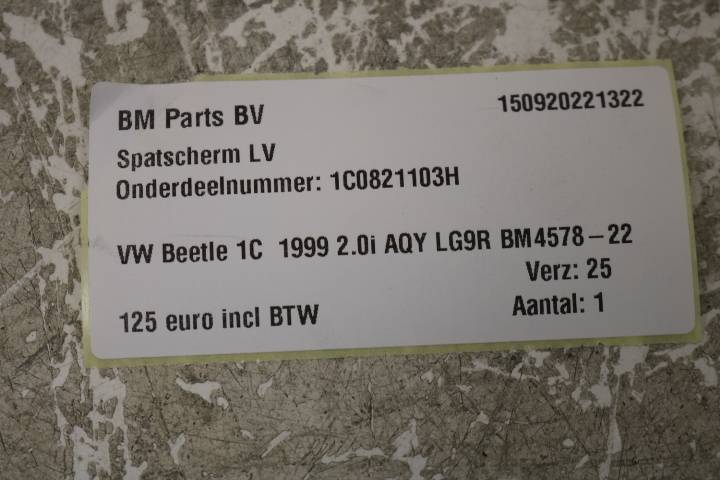 BM Parts BV 150920221322
Spatscherm LV
Onderdeelnummer: 1C0821103H
VW Beetle 1C 1999 2.0i AQY LG9R BM4578-22
Verz: 25
125 euro incl BTW Aantal: 1